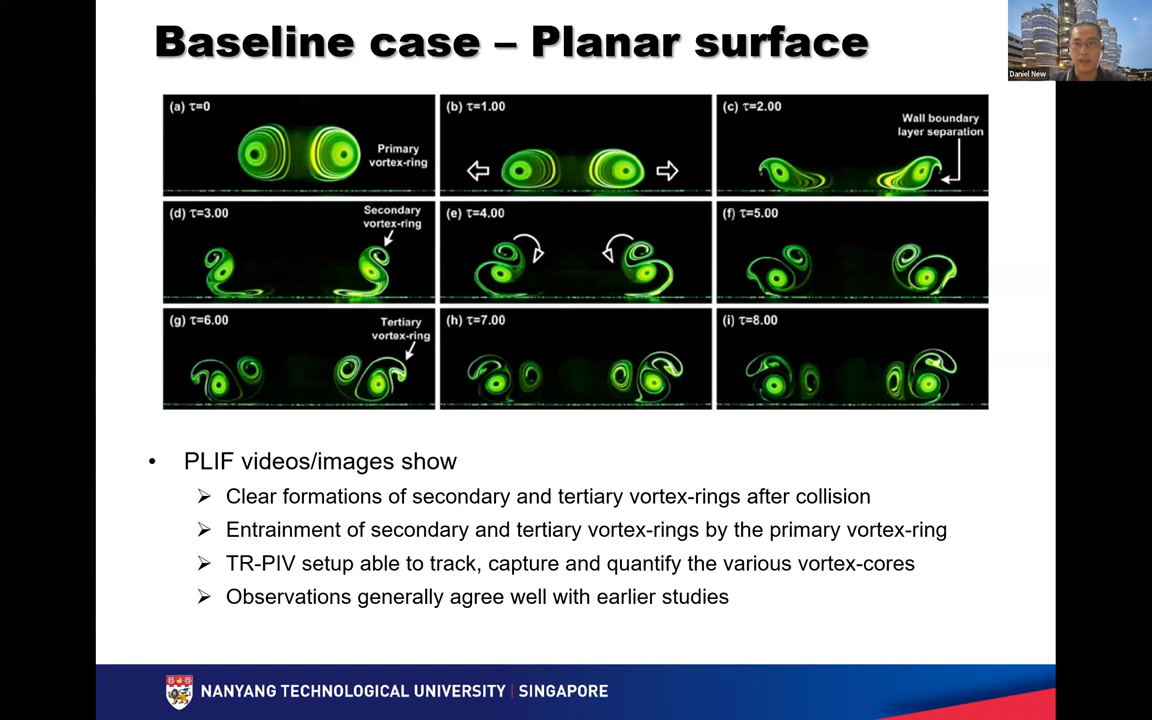 Baseline case – Planar surface
Daniel New
(a) τ=0
Primary
vortex-ring
(b) τ=1.00
(c) τ=2.00
Wall boundary
layer separation
(d) τ=3.00
Secondary
vortex-ring
(e) τ=4.00
(f) τ=5.00
(g) τ=6.00
Tertiary
vortex-ring
(h) τ=7.00
(i) τ=8.00
• PLIF videos/images show
➢ Clear formations of secondary and tertiary vortex-rings after collision
➢ Entrainment of secondary and tertiary vortex-rings by the primary vortex-ring
➢ TR-PIV setup able to track, capture and quantify the various vortex-cores
➢ Observations generally agree well with earlier studies
NANYANG TECHNOLOGICAL UNIVERSITY | SINGAPORE